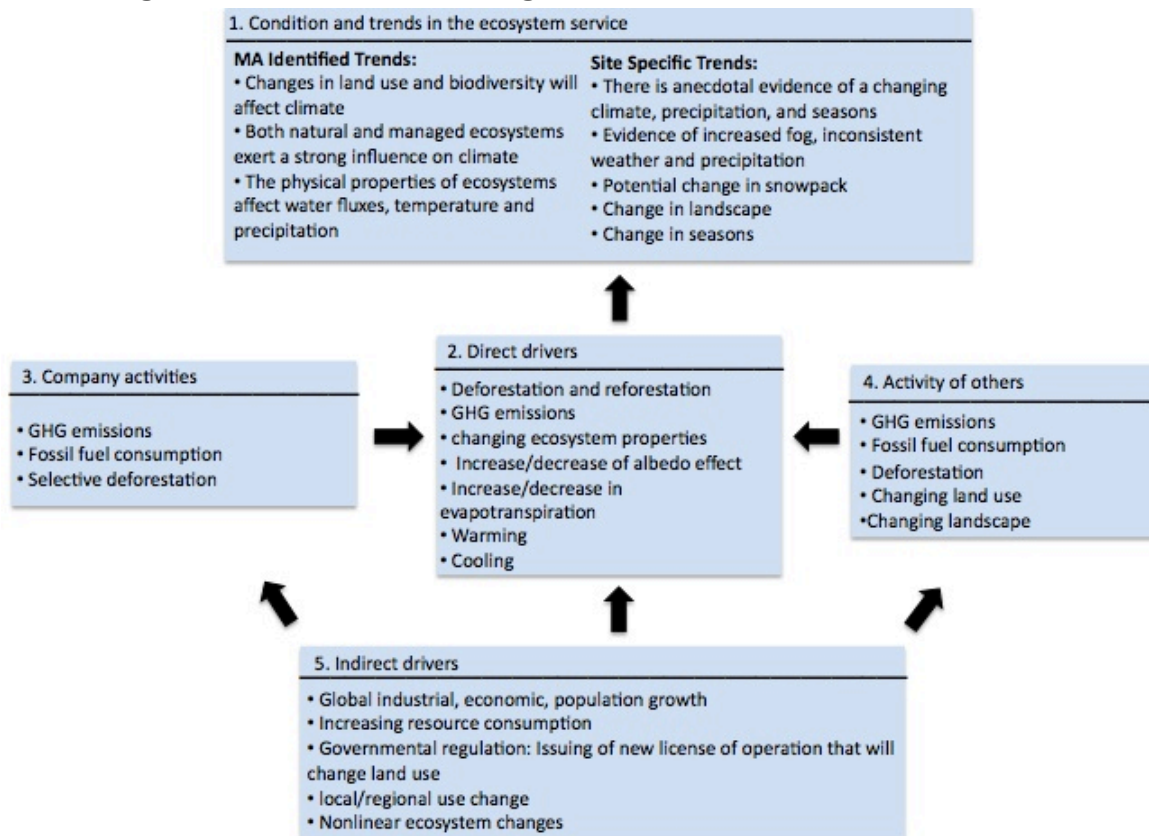 1. Condition and trends in the ecosystem service
MA Identified Trends:
• Changes in land use and biodiversity will
affect climate
• Both natural and managed ecosystems
exert a strong influence on climate
• The physical properties of ecosystems
affect water fluxes, temperature and
precipitation
Site Specific Trends:
• There is anecdotal evidence of a changing
climate, precipitation, and seasons
• Evidence of increased fog, inconsistent
weather and precipitation
• Potential change in snowpack
• Change in landscape
• Change in seasons
3. Company activities
• GHG emissions
• Fossil fuel consumption
• Selective deforestation
2. Direct drivers
• Deforestation and reforestation
• GHG emissions
• changing ecosystem properties
• Increase/decrease of albedo effect
• Increase/decrease in
evapotranspiration
• Warming
• Cooling
4. Activity of others
• GHG emissions
• Fossil fuel consumption
• Deforestation
• Changing land use
•Changing landscape
5. Indirect drivers
• Global industrial, economic, population growth
• Increasing resource consumption
• Governmental regulation: Issuing of new license of operation that will
change land use
• local/regional use change
• Nonlinear ecosystem changes